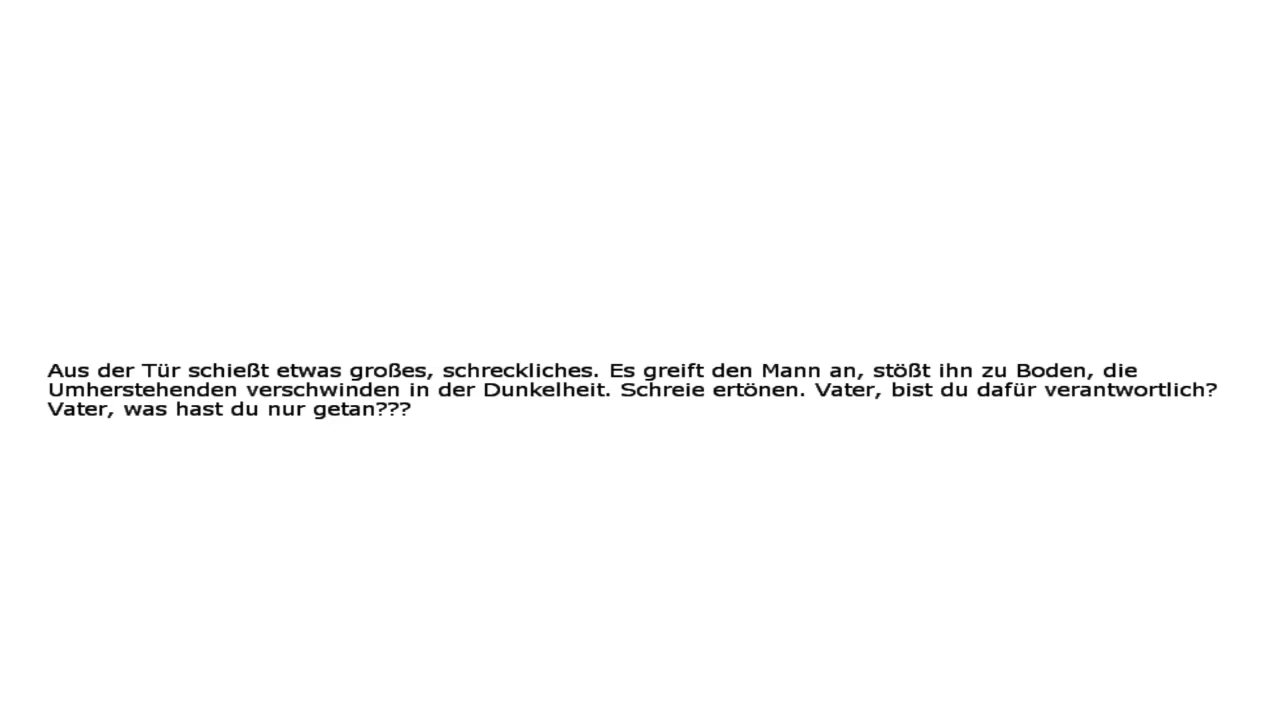 Aus der Tür schießt etwas großes, schreckliches. Es greift den Mann an, stößt ihn zu Boden, die
Umherstehenden verschwinden in der Dunkelheit. Schreie ertönen. Vater, bist du dafür verantwortlich?
Vater, was hast du nur getan???